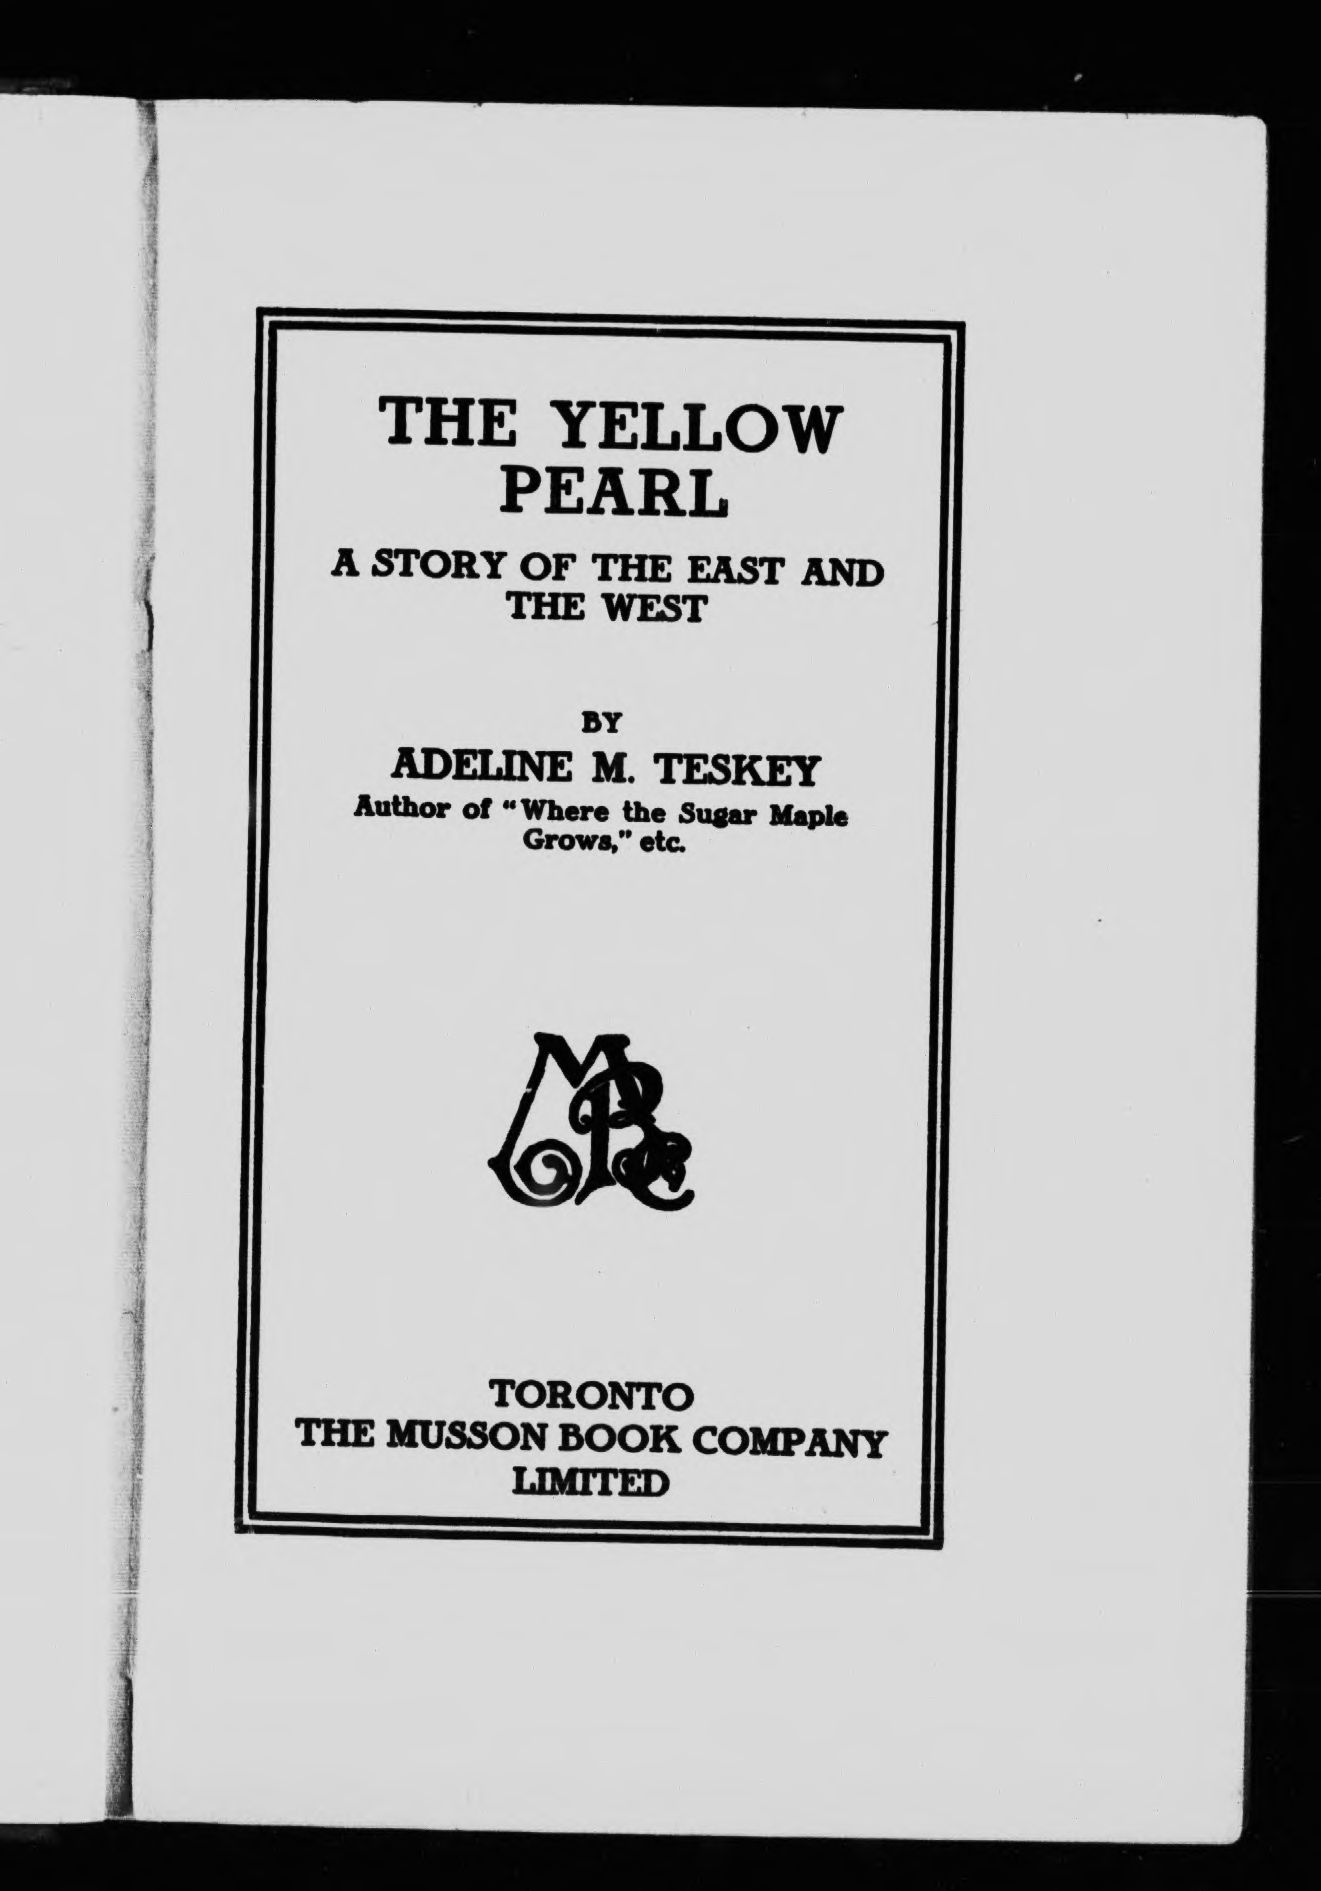 THE YELLOW
PEARL
A STORY OF THE EAST AND
THE WEST
BY
ADELINE M. TESKEY
Author of "Where the Sugar Maple
Grows," etc.
TORONTO
THE MUSSON BOOK COMPANY
LIMITED